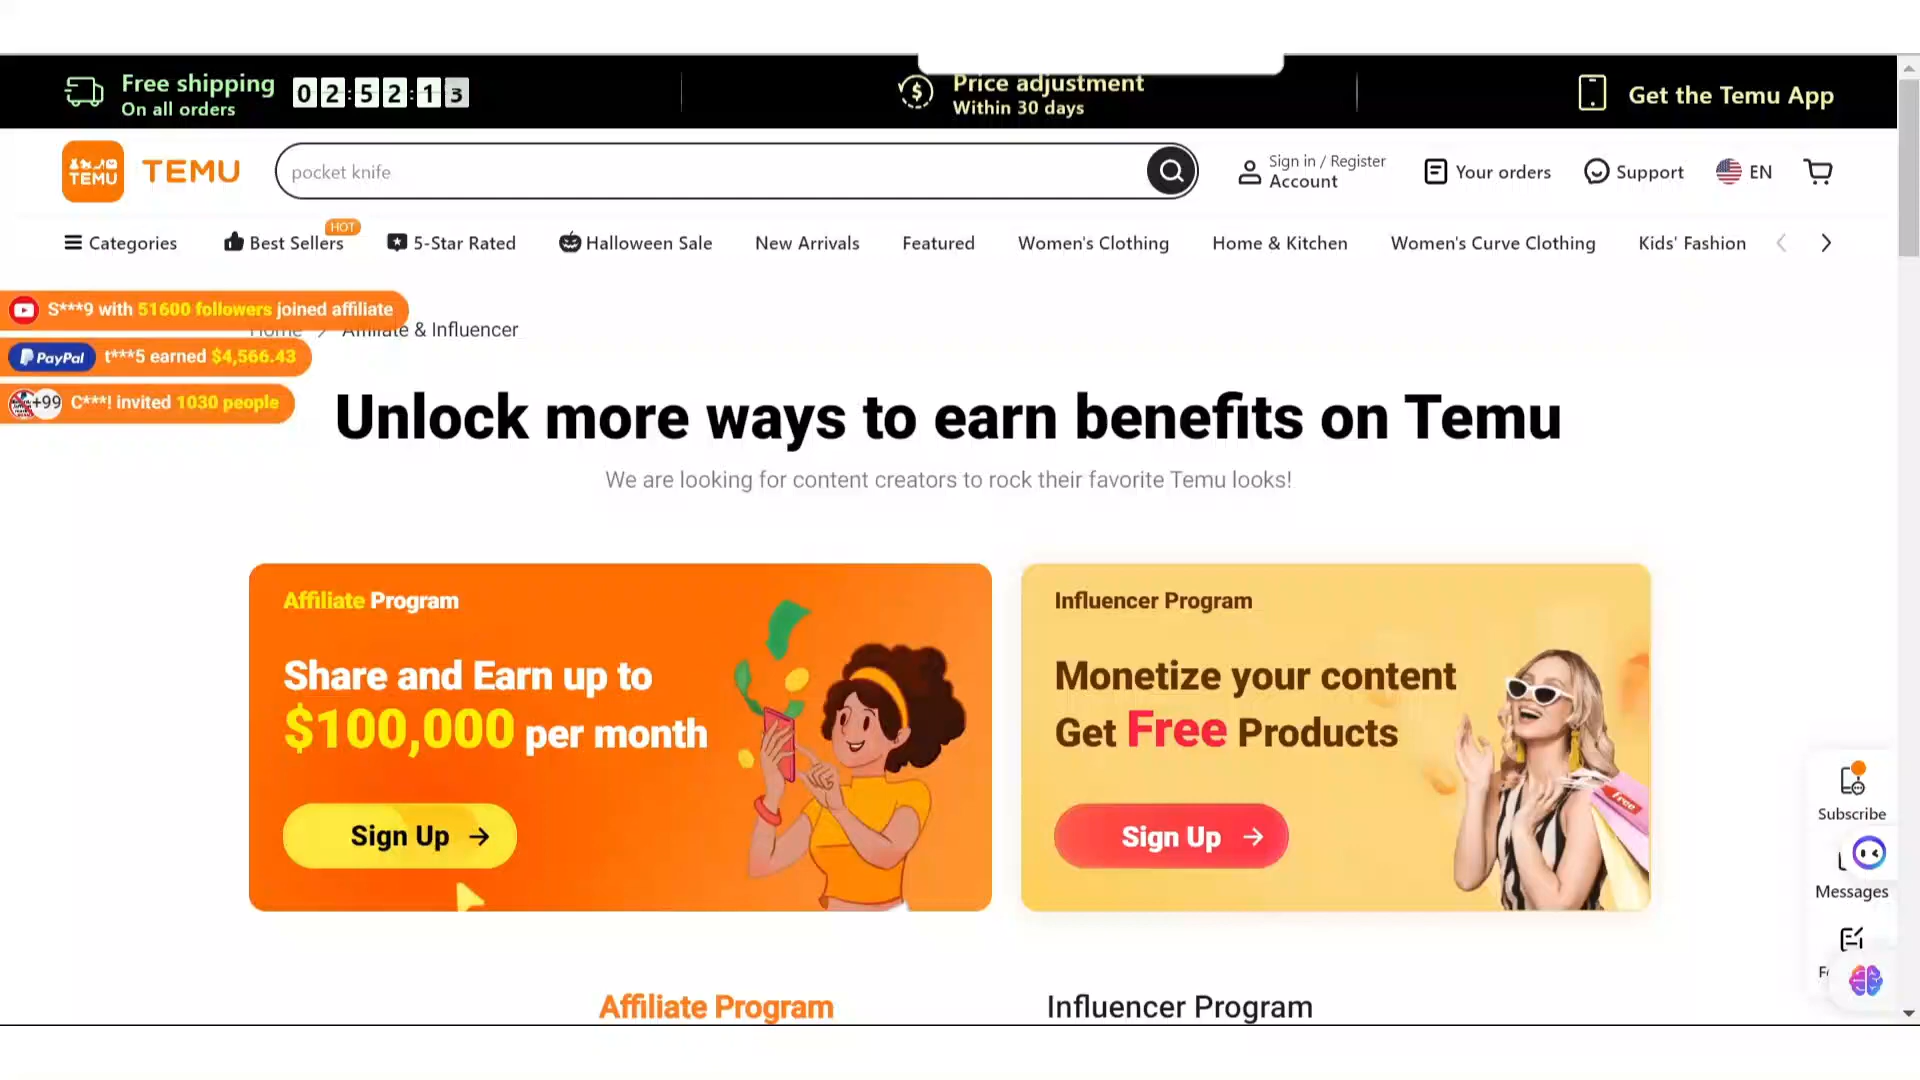 Free shipping
On all orders
02:52:13
Price adjustment
Within 30 days
Get the Temu App
TEMU
TEMU
pocket knife
Sign in / Register
Account
Your orders
Support
EN
Categories
Best Sellers
HOT
5-Star Rated
Halloween Sale
New Arrivals
Featured
Women's Clothing
Home & Kitchen
Women's Curve Clothing
Kids' Fashion
S***9 with 51600 followers joined affiliate
Home > Affiliate & Influencer
PayPal t***5 earned $4,566.43
+99 C***l invited 1030 people
Unlock more ways to earn benefits on Temu
We are looking for content creators to rock their favorite Temu looks!
Affiliate Program
Share and Earn up to
$100,000 per month
Sign Up
Influencer Program
Monetize your content
Get Free Products
Sign Up
free
Subscribe
Messages
Affiliate Program
Influencer Program